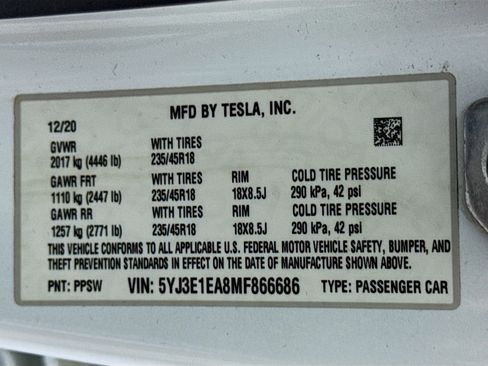 MFD BY TESLA, INC.
12/20
GVWR WITH TIRES
2017 kg (4446 lb) 235/45R18
GAWR FRT WITH TIRES RIM COLD TIRE PRESSURE
1110 kg (2447 lb) 235/45R18 18X8.5J 290 kPa, 42 psi
GAWR RR WITH TIRES RIM COLD TIRE PRESSURE
1257 kg (2771 lb) 235/45R18 18X8.5J 290 kPa, 42 psi
THIS VEHICLE CONFORMS TO ALL APPLICABLE U.S. FEDERAL MOTOR VEHICLE SAFETY, BUMPER, AND
THEFT PREVENTION STANDARDS IN EFFECT ON THE DATE OF MANUFACTURE SHOWN ABOVE.
PNT: PPSW VIN: 5YJ3E1EA8MF866686 TYPE: PASSENGER CAR